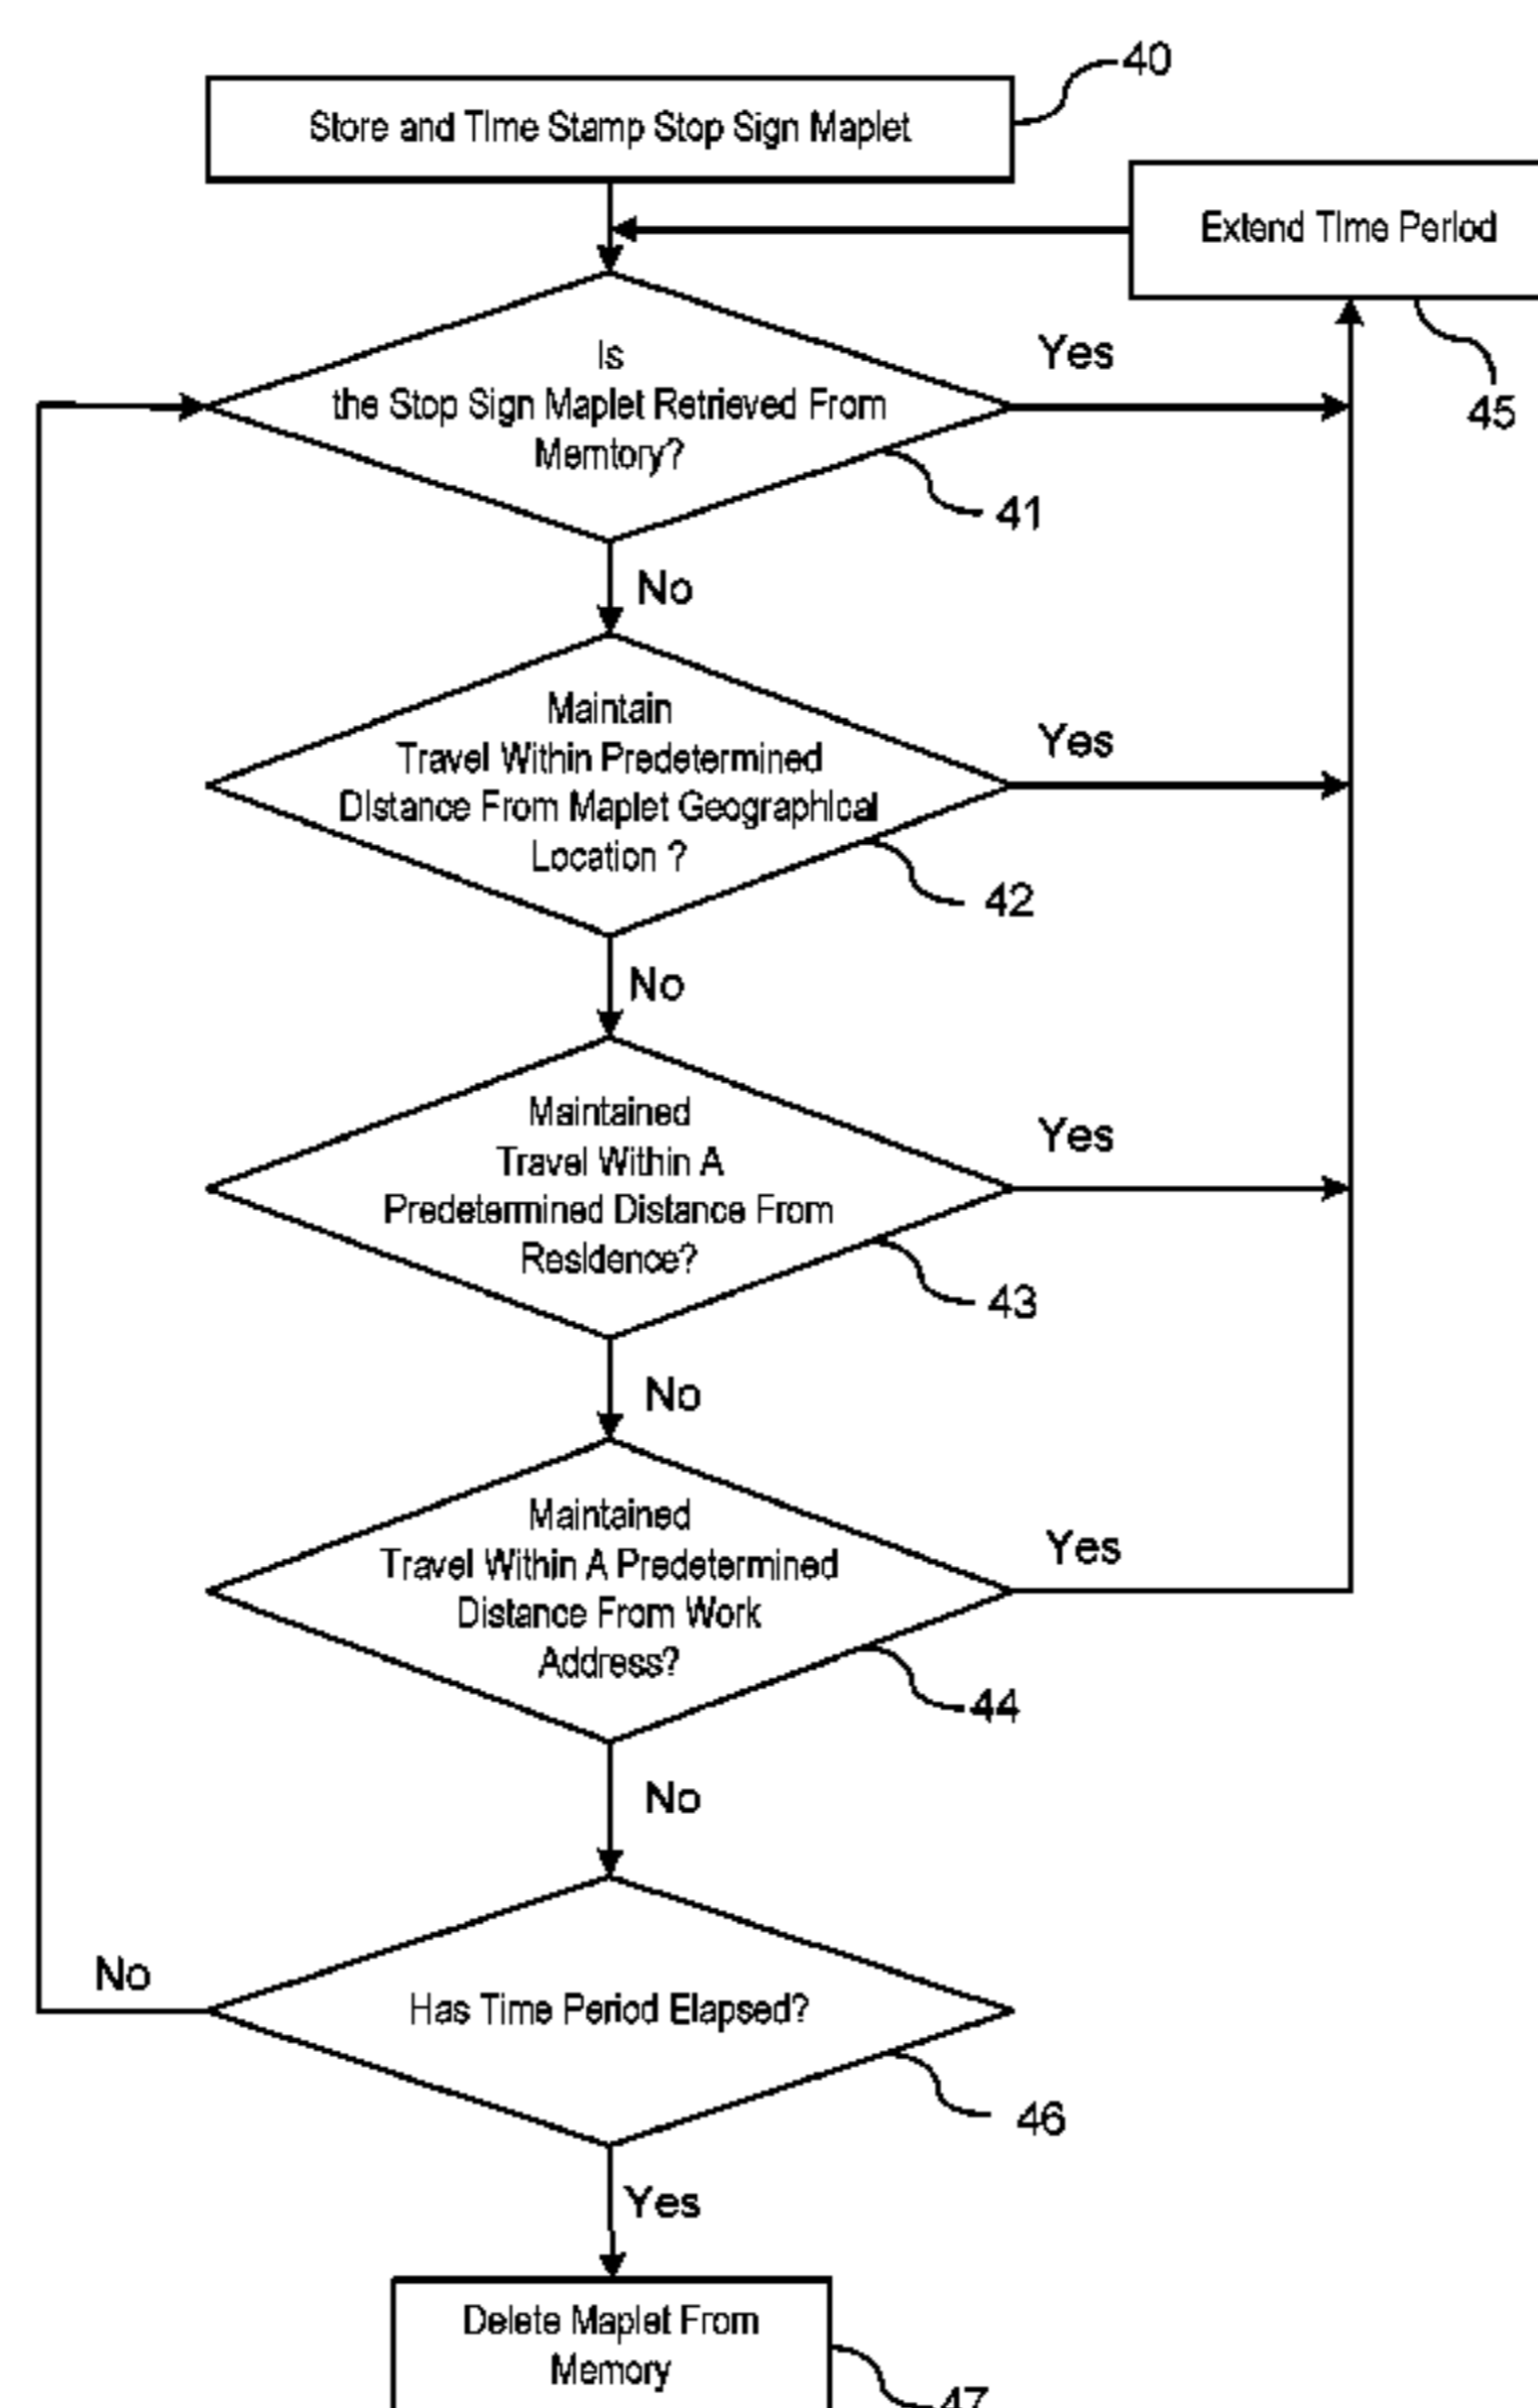 40
Store and Time Stamp Stop Sign Maplet
Extend Time Period
45
Is
the Stop Sign Maplet Retrieved From
Memtory?
Yes
41
No
Maintain
Travel Within Predetermined
Distance From Maplet Geographical
Location ?
Yes
42
No
Maintained
Travel Within A
Predetermined Distance From
Residence?
Yes
43
No
Maintained
Travel Within A Predetermined
Distance From Work
Address?
Yes
44
No
Has Time Period Elapsed?
No
46
Yes
Delete Maplet From
Memory
47